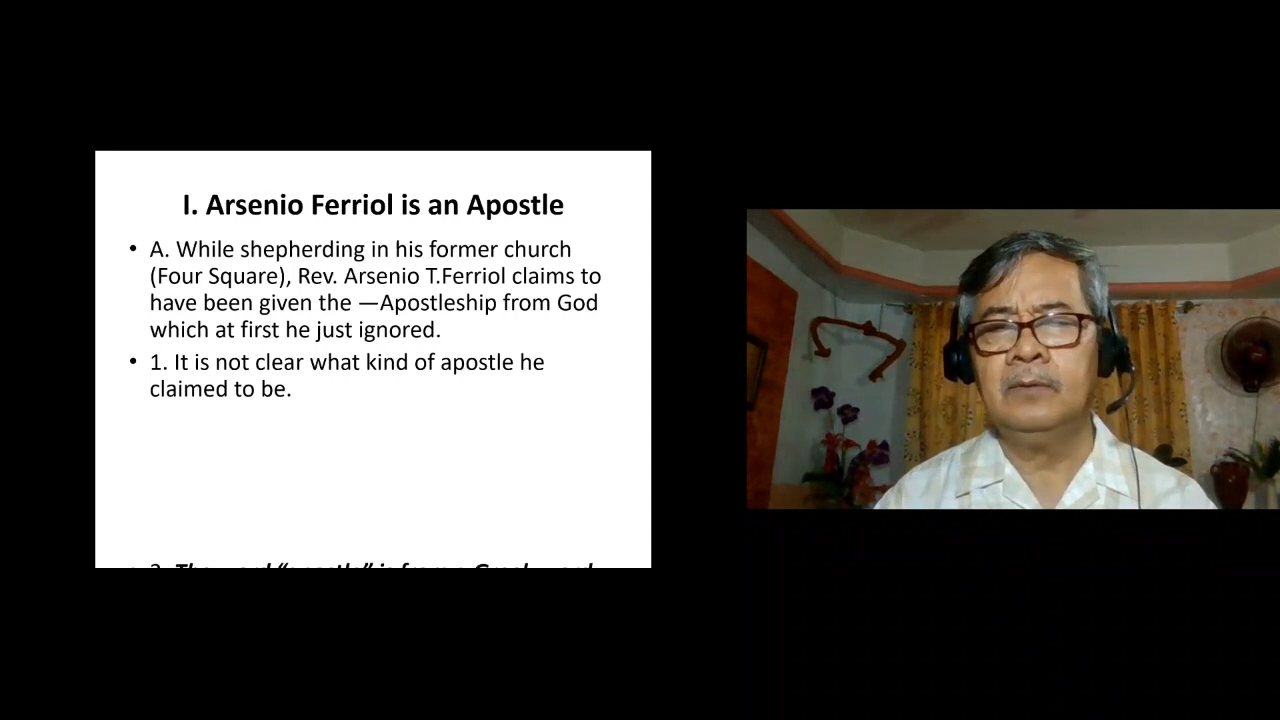 I. Arsenio Ferriol is an Apostle
• A. While shepherding in his former church
(Four Square), Rev. Arsenio T.Ferriol claims to
have been given the —Apostleship from God
which at first he just ignored.
• 1. It is not clear what kind of apostle he
claimed to be.